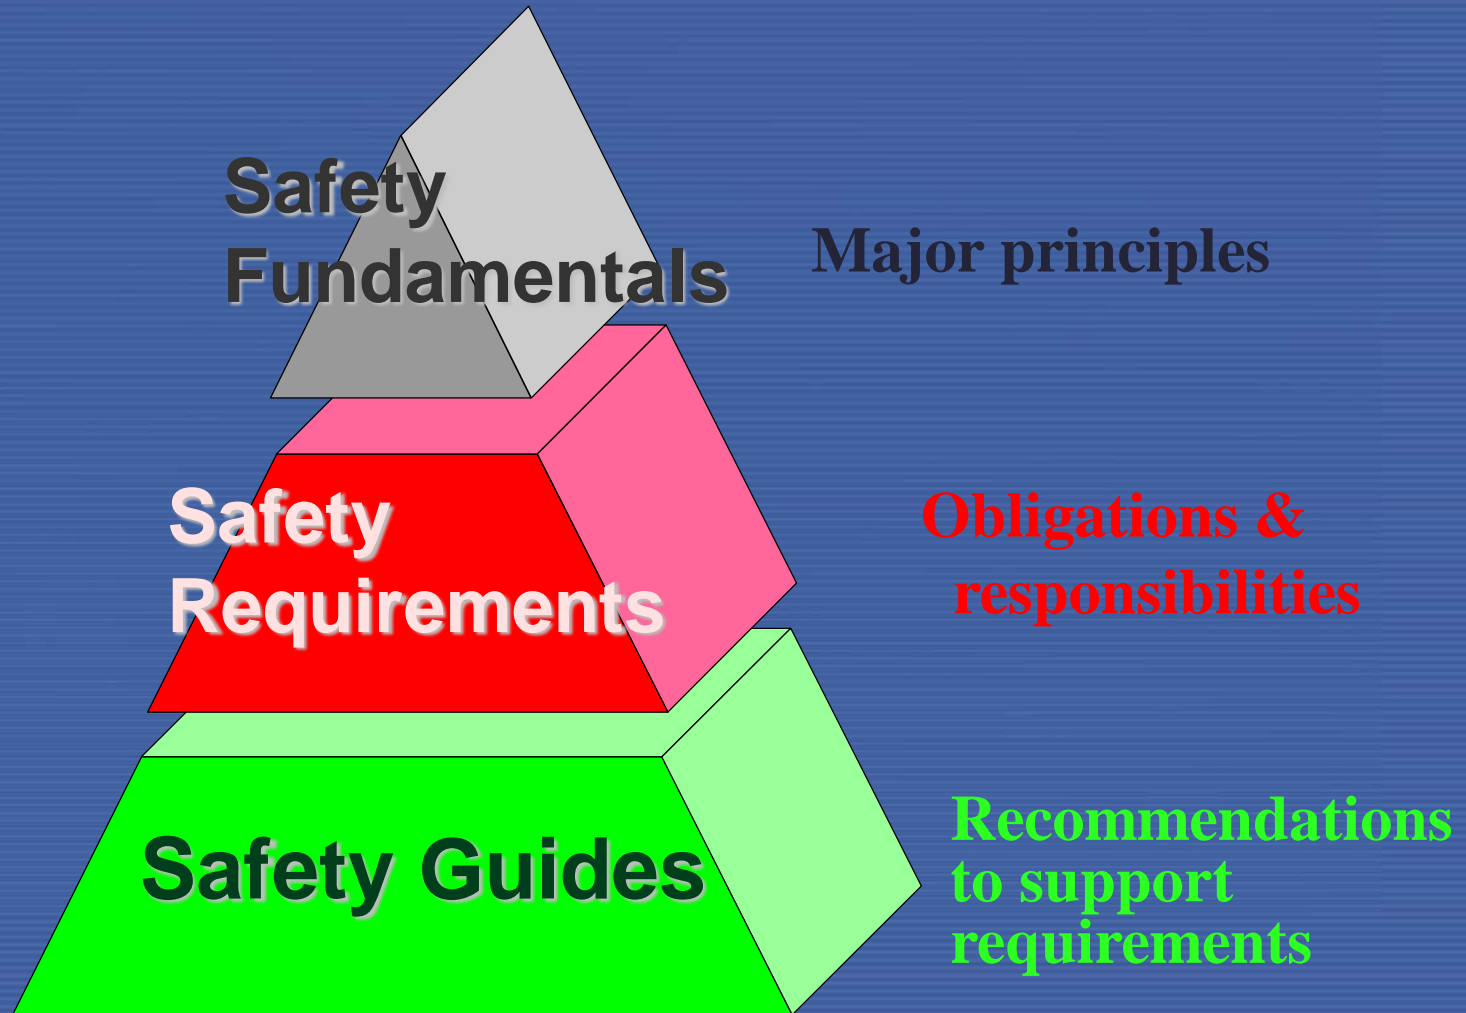 Safety
Fundamentals
Major principles
Safety
Requirements
Obligations &
responsibilities
Safety Guides
Recommendations
to support
requirements